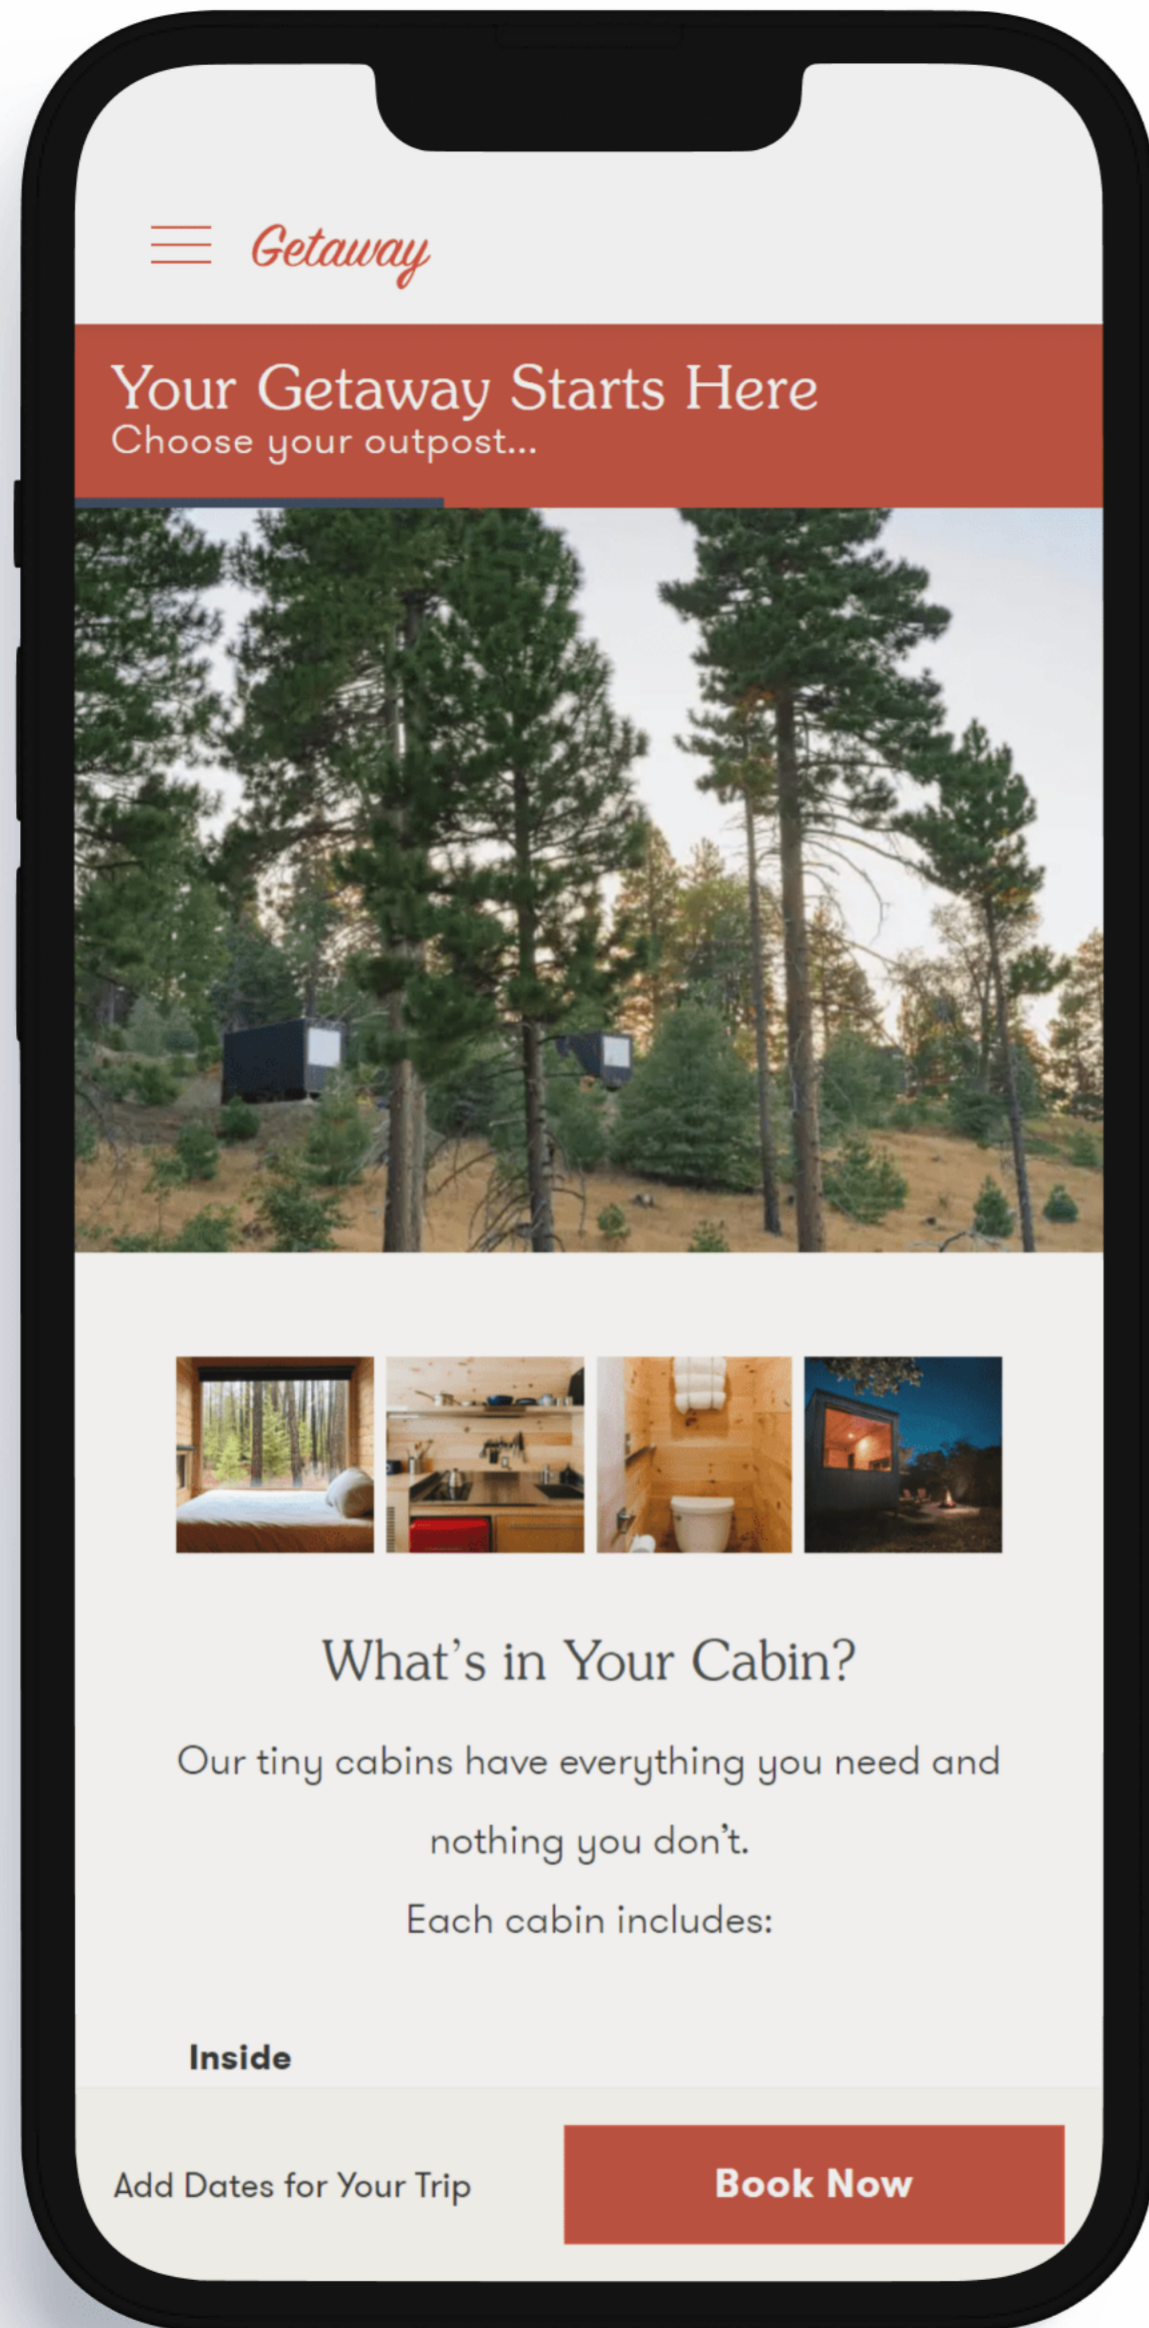 Getaway
Your Getaway Starts Here
Choose your outpost...
What's in Your Cabin?
Our tiny cabins have everything you need and
nothing you don't.
Each cabin includes:
Inside
Add Dates for Your Trip
Book Now